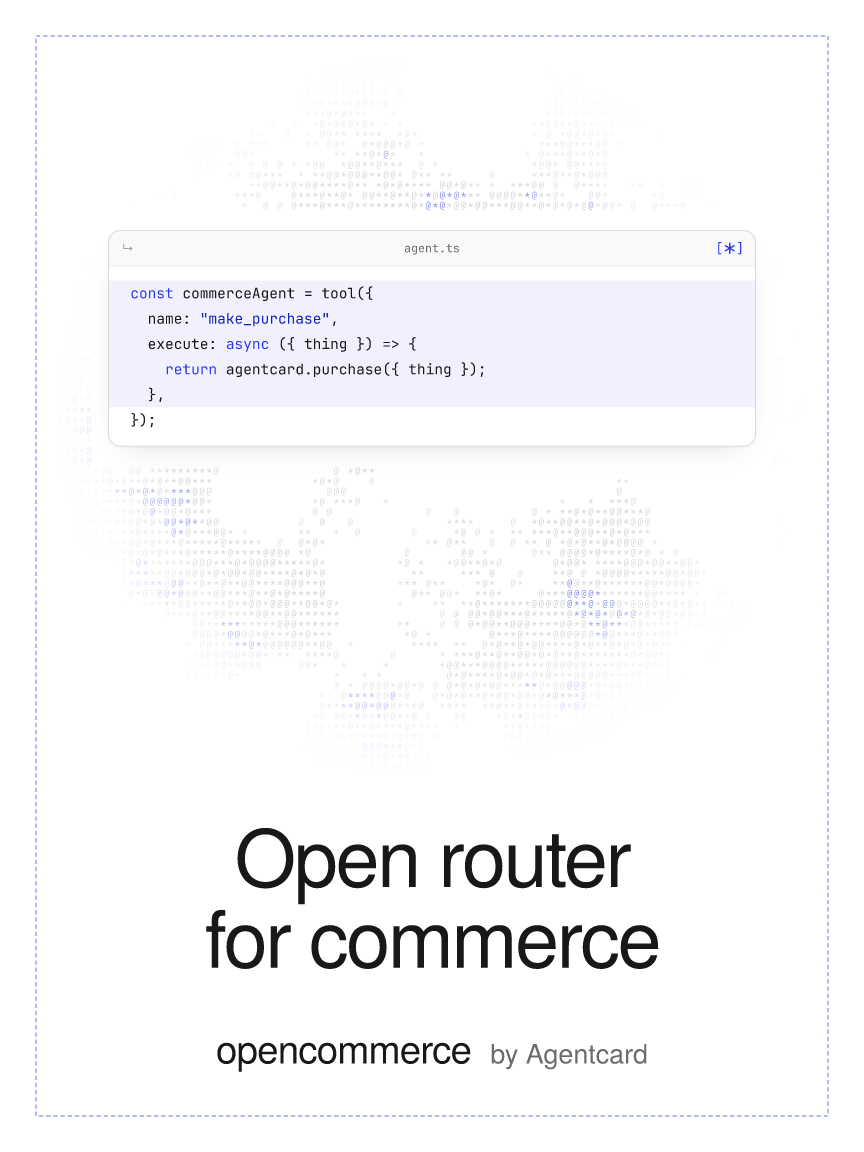 agent.ts
[*]
const commerceAgent = tool({
  name: "make_purchase",
  execute: async ({ thing }) => {
    return agentcard.purchase({ thing });
  },
});
Open router
for commerce
opencommerce by Agentcard